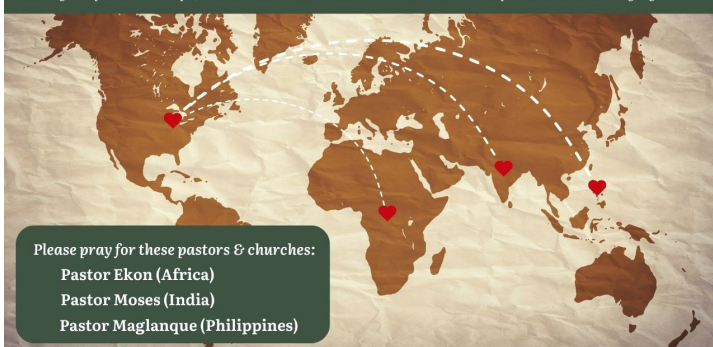 Please pray for these pastors & churches:
Pastor Ekon (Africa)
Pastor Moses (India)
Pastor Maglanque (Philippines)